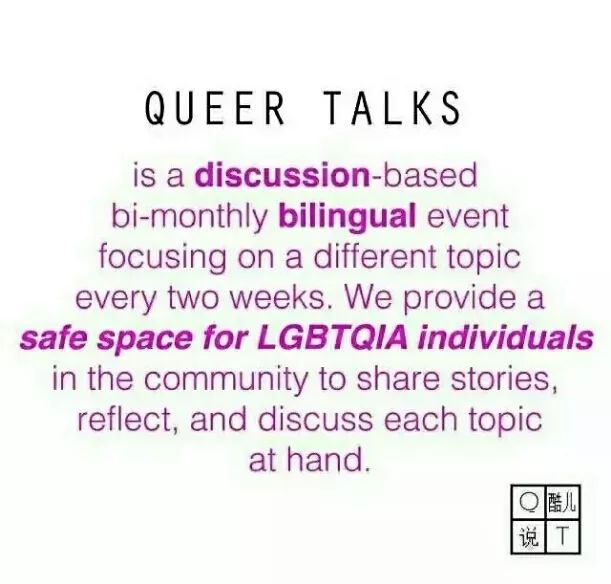 QUEER TALKS
is a discussion-based
bi-monthly bilingual event
focusing on a different topic
every two weeks. We provide a
safe space for LGBTQIA individuals
in the community to share stories,
reflect, and discuss each topic
at hand.
Q 酷儿
说 T